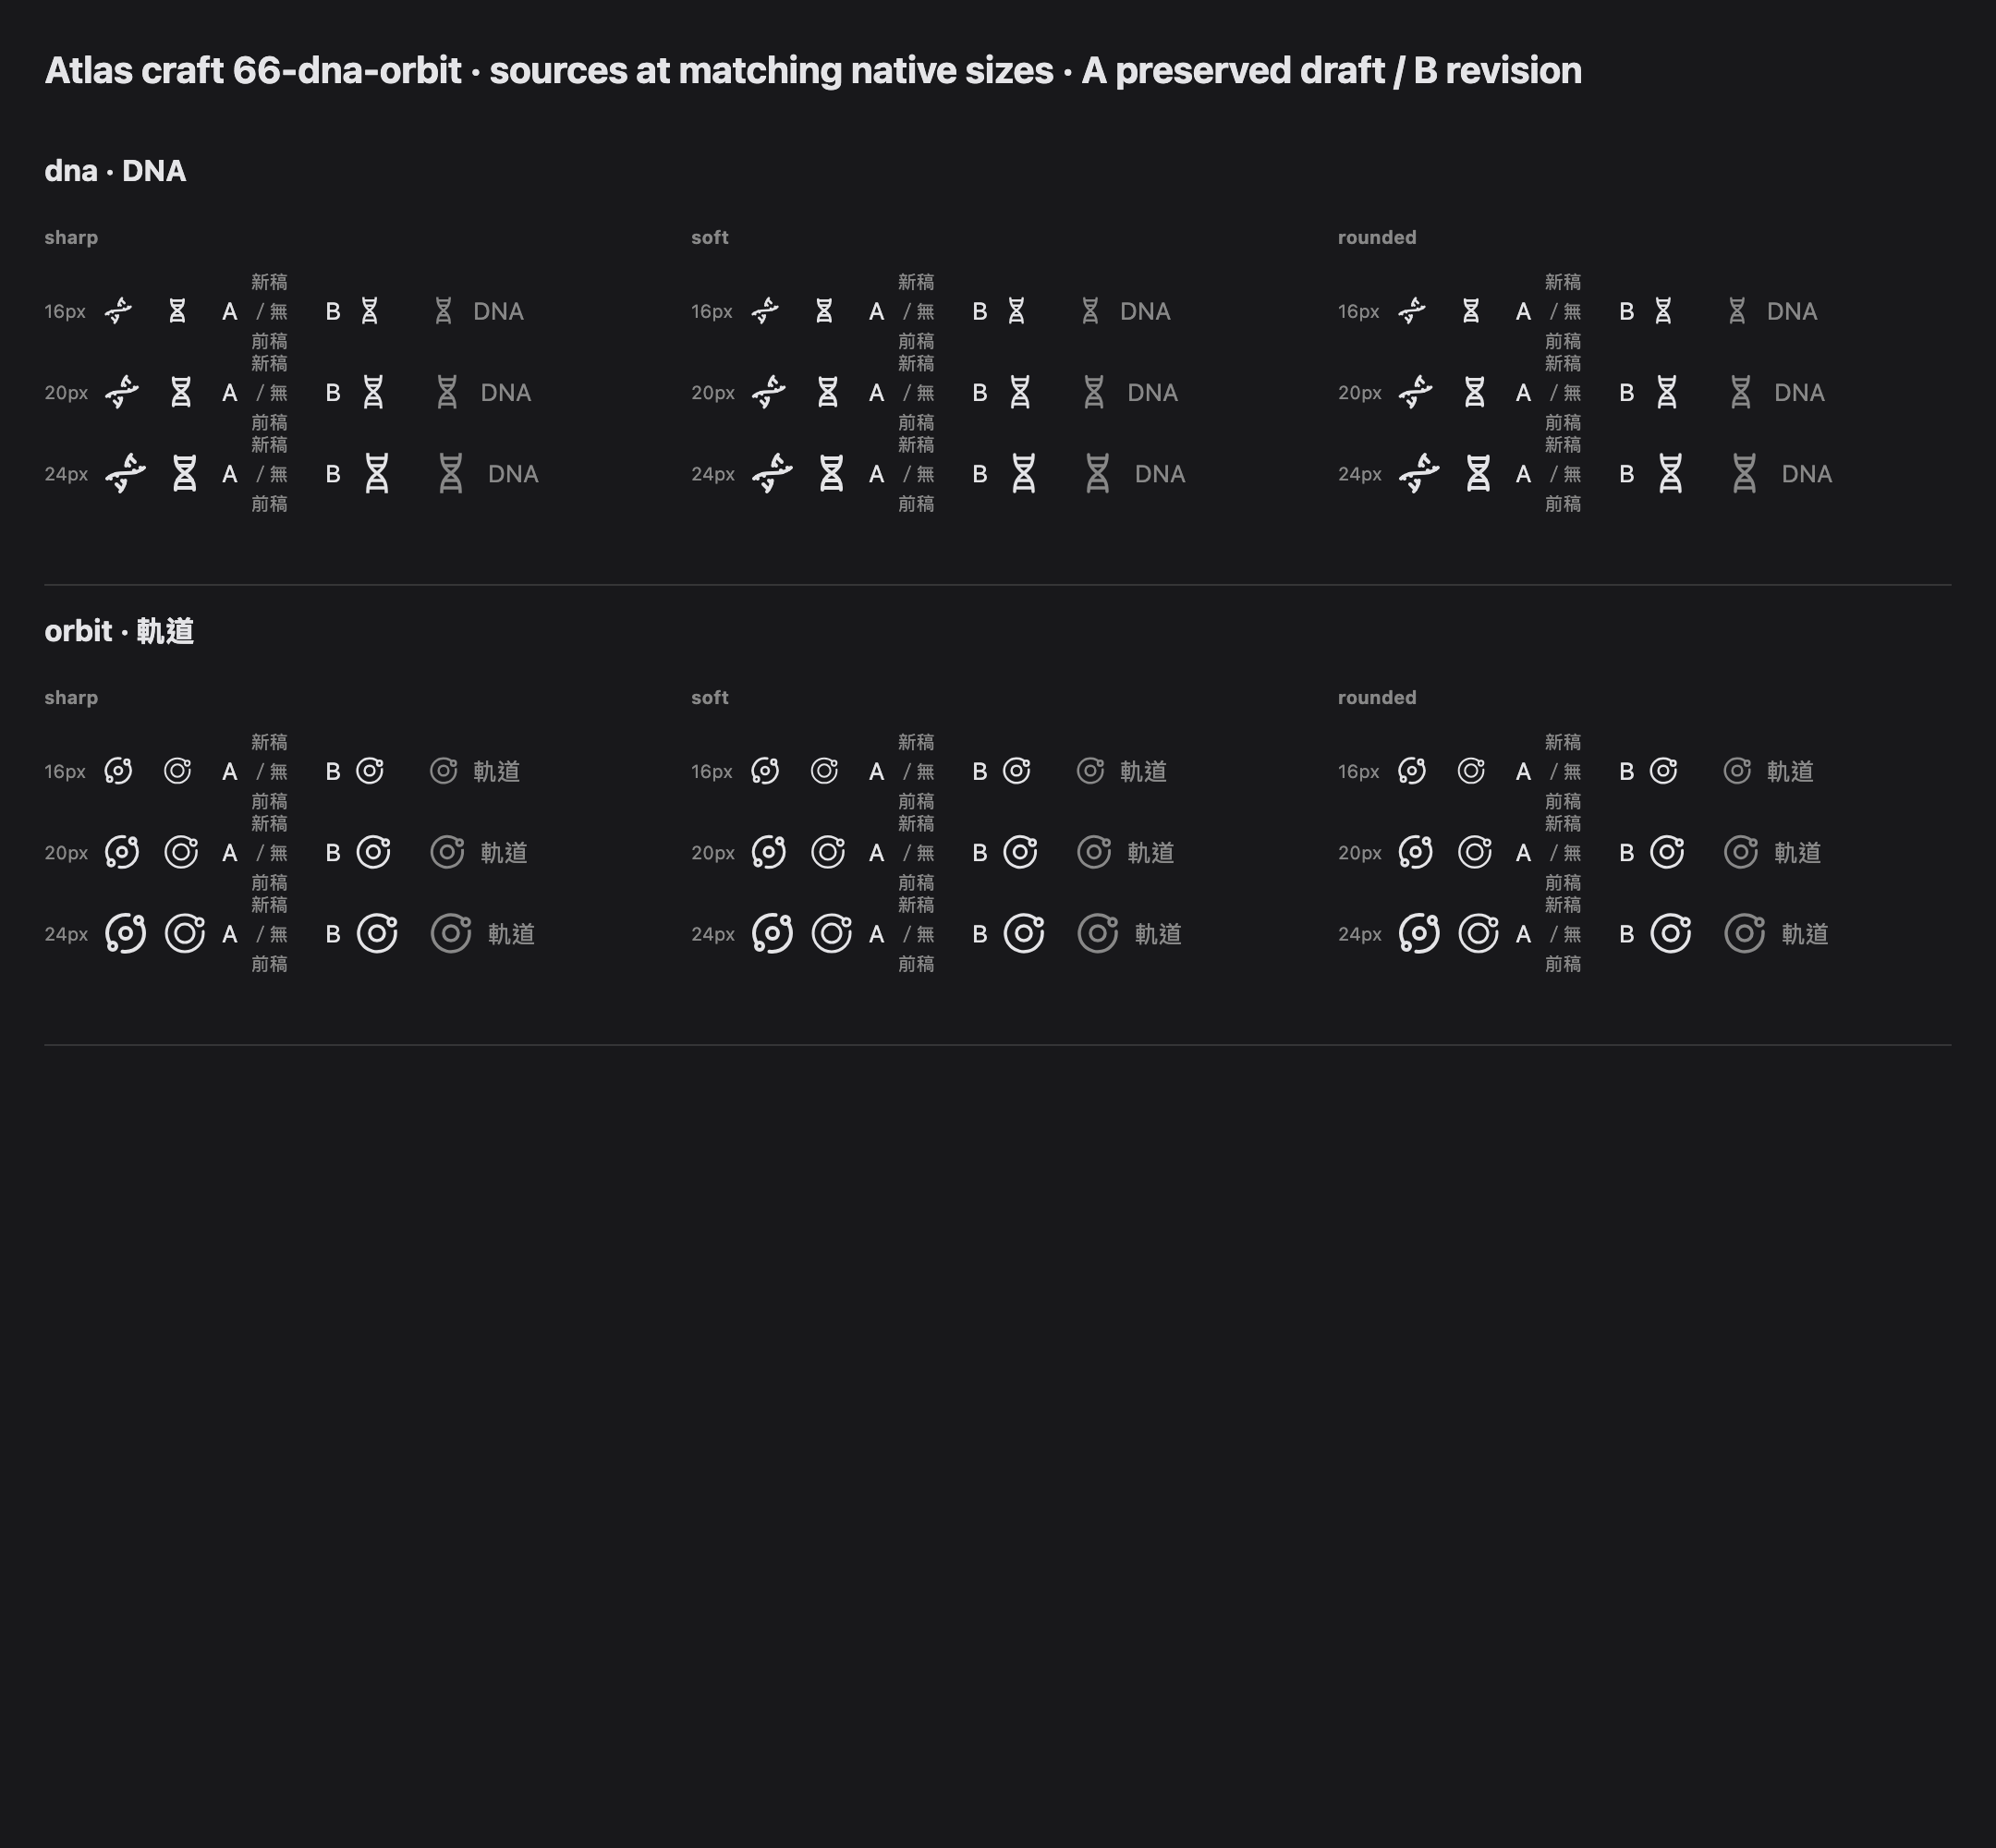 Atlas craft 66-dna-orbit · sources at matching native sizes · A preserved draft / B revision
dna · DNA
sharp
16px A 新稿 / 無前稿 B DNA
20px A 新稿 / 無前稿 B DNA
24px A 新稿 / 無前稿 B DNA
soft
16px A 新稿 / 無前稿 B DNA
20px A 新稿 / 無前稿 B DNA
24px A 新稿 / 無前稿 B DNA
rounded
16px A 新稿 / 無前稿 B DNA
20px A 新稿 / 無前稿 B DNA
24px A 新稿 / 無前稿 B DNA
orbit · 軌道
sharp
16px A 新稿 / 無前稿 B 軌道
20px A 新稿 / 無前稿 B 軌道
24px A 新稿 / 無前稿 B 軌道
soft
16px A 新稿 / 無前稿 B 軌道
20px A 新稿 / 無前稿 B 軌道
24px A 新稿 / 無前稿 B 軌道
rounded
16px A 新稿 / 無前稿 B 軌道
20px A 新稿 / 無前稿 B 軌道
24px A 新稿 / 無前稿 B 軌道